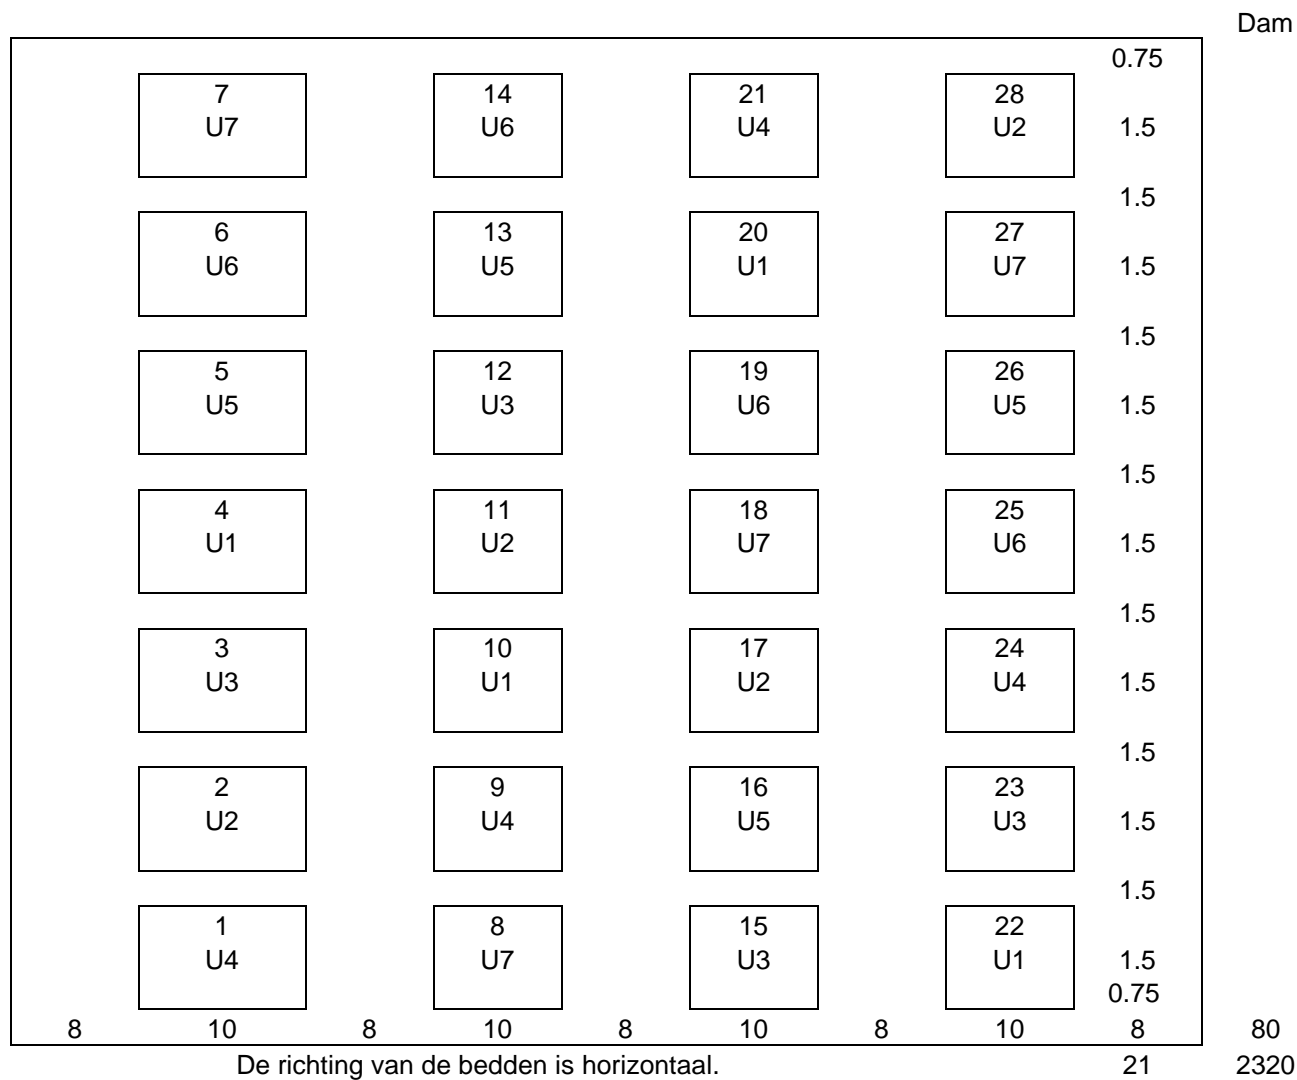 Dam
0.75
7 14 21 28
U7 U6 U4 U2 1.5
1.5
6 13 20 27
U6 U5 U1 U7 1.5
1.5
5 12 19 26
U5 U3 U6 U5 1.5
1.5
4 11 18 25
U1 U2 U7 U6 1.5
1.5
3 10 17 24
U3 U1 U2 U4 1.5
1.5
2 9 16 23
U2 U4 U5 U3 1.5
1.5
1 8 15 22
U4 U7 U3 U1 1.5
0.75
8 10 8 10 8 10 8 10 8 80
De richting van de bedden is horizontaal. 21 2320